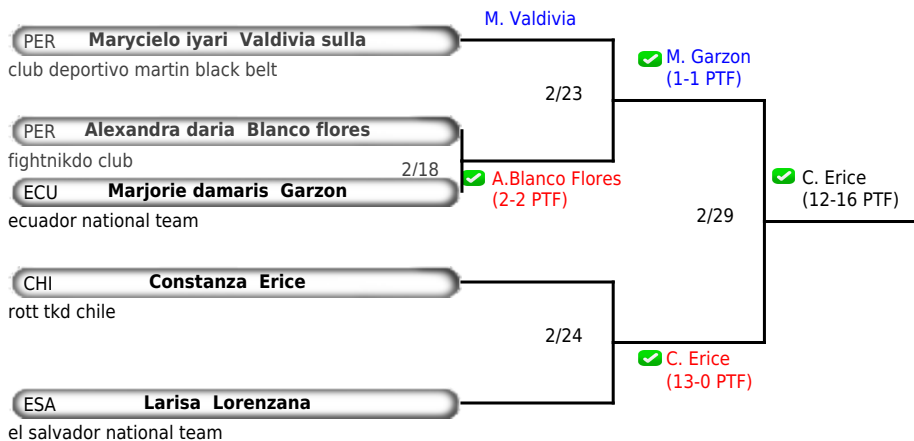 M. Valdivia
PER Marycielo iyari Valdivia sulla
club deportivo martin black belt
M. Garzon
(1-1 PTF)
2/23
PER Alexandra daria Blanco flores
fightnikdo club
2/18
A.Blanco Flores
(2-2 PTF)
ECU Marjorie damaris Garzon
ecuador national team
C. Erice
(12-16 PTF)
2/29
CHI Constanza Erice
rott tkd chile
2/24
C. Erice
(13-0 PTF)
ESA Larisa Lorenzana
el salvador national team